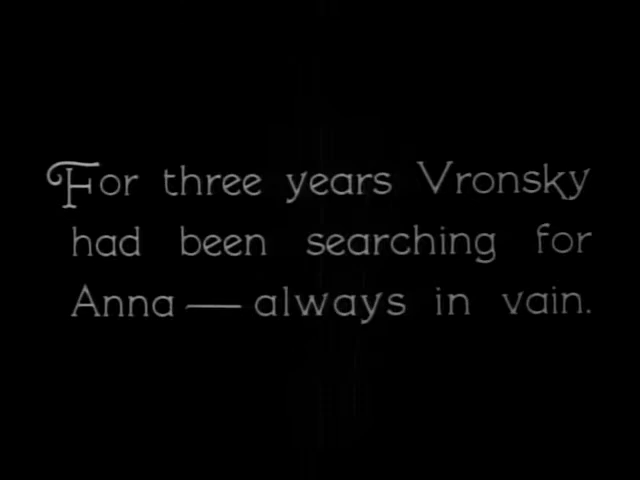 For three years Vronsky
had been searching for
Anna — always in vain.